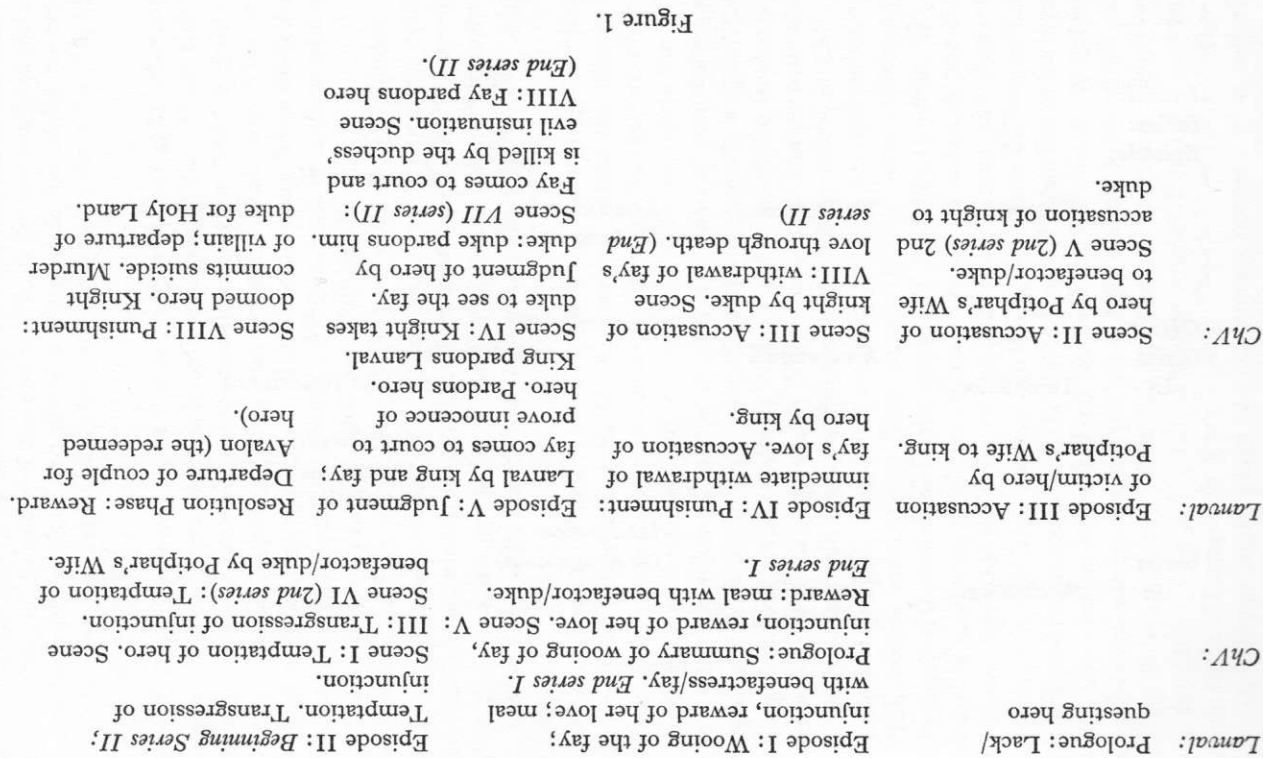 Lanval:
Prologue: Lack/
questing hero
Episode I: Wooing of the fay;
injunction, reward of her love; meal
with benefactress/fay. End series I.
Episode II: Beginning Series II;
Temptation. Transgression of
injunction.
ChV:
Prologue: Summary of wooing of fay,
injunction, reward of her love. Scene V:
Reward: meal with benefactor/duke.
End series I.
Scene I: Temptation of hero. Scene
III: Transgression of injunction.
Scene VI (2nd series): Temptation of
benefactor/duke by Potiphar's Wife.
Lanval:
Episode III: Accusation
of victim/hero by
Potiphar's Wife to king.
Episode IV: Punishment:
immediate withdrawal of
fay's love. Accusation of
hero by king.
Episode V: Judgment of
Lanval by king and fay;
fay comes to court to
prove innocence of
hero. Pardons hero.
King pardons Lanval.
Resolution Phase: Reward.
Departure of couple for
Avalon (the redeemed
hero).
ChV:
Scene II: Accusation of
hero by Potiphar's Wife
to benefactor/duke.
Scene V (2nd series) 2nd
accusation of knight to
duke.
Scene III: Accusation of
knight by duke. Scene
VIII: withdrawal of fay's
love through death. (End
series II)
Scene IV: Knight takes
duke to see the fay.
Judgment of hero by
duke: duke pardons him.
Scene VII (series II):
Fay comes to court and
is killed by the duchess'
evil insinuation. Scene
VIII: Fay pardons hero
(End series II).
Scene VIII: Punishment:
doomed hero. Knight
commits suicide. Murder
of villain; departure of
duke for Holy Land.
Figure 1.